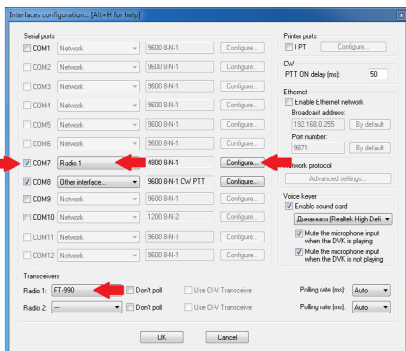 Interfaces configuration... [Alt+H for help]
Serial ports
COM1 Network 9600 8-N-1 Configure...
COM2 Network 9600 8-N-1 Configure...
COM3 Network 9600 8-N-1 Configure...
COM4 Network 9600 8-N-1 Configure...
COM5 Network 9600 8-N-1 Configure...
COM6 Network 9600 8-N-1 Configure...
COM7 Radio 1 4800 8-N-1 Configure...
COM8 Other interface... 9600 8-N-1 CW PTT Configure...
COM9 Network 9600 8-N-1 Configure...
COM10 Network 1200 8-N-2 Configure...
COM11 Network 9600 8-N-1 Configure...
COM12 Network 9600 8-N-1 Configure...
Printer ports
LPT Configure...
CW
PTT ON delay (ms): 50
Ethernet
Enable Ethernet network
Broadcast address:
192.168.0.255 By default
Port number:
9871 By default
Network protocol
Advanced settings...
Voice keyer
Enable sound card
Динамики (Realtek High Defi
Mute the microphone input
when the DVK is playing
Mute the microphone input
when the DVK is not playing
Transceivers
Radio 1: FT-990 Don't poll Use CI-V Transceive Polling rate (ms): Auto
Radio 2: --- Don't poll Use CI-V Transceive Polling rate (ms): Auto
OK Cancel